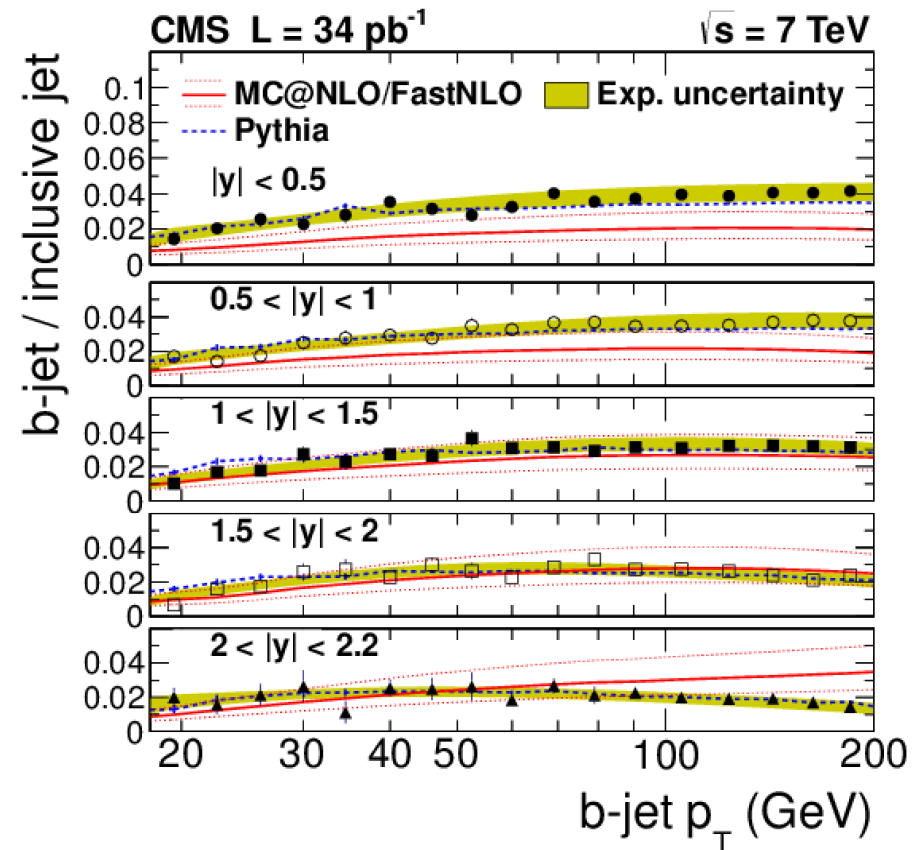 CMS L = 34 pb⁻¹ √s = 7 TeV
b-jet / inclusive jet
MC@NLO/FastNLO Exp. uncertainty
Pythia
|y| < 0.5
0.1
0.08
0.06
0.04
0.02
0
0.5 < |y| < 1
0.04
0.02
0
1 < |y| < 1.5
0.04
0.02
0
1.5 < |y| < 2
0.04
0.02
0
2 < |y| < 2.2
0.04
0.02
0
20 30 40 50 100 200
b-jet p_T (GeV)